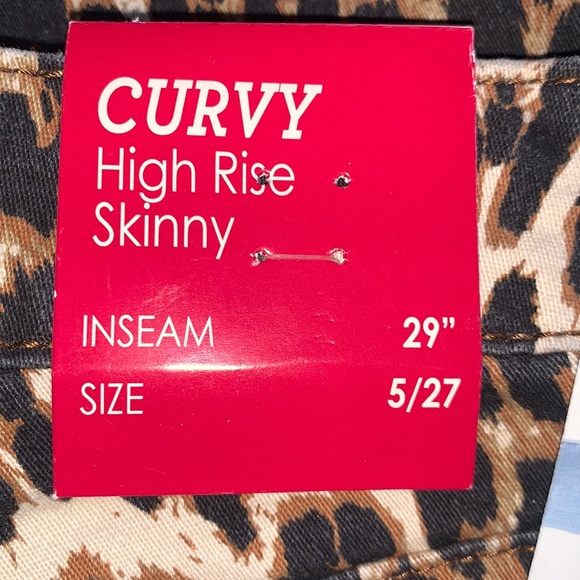 CURVY
High Rise
Skinny
INSEAM 29”
SIZE 5/27